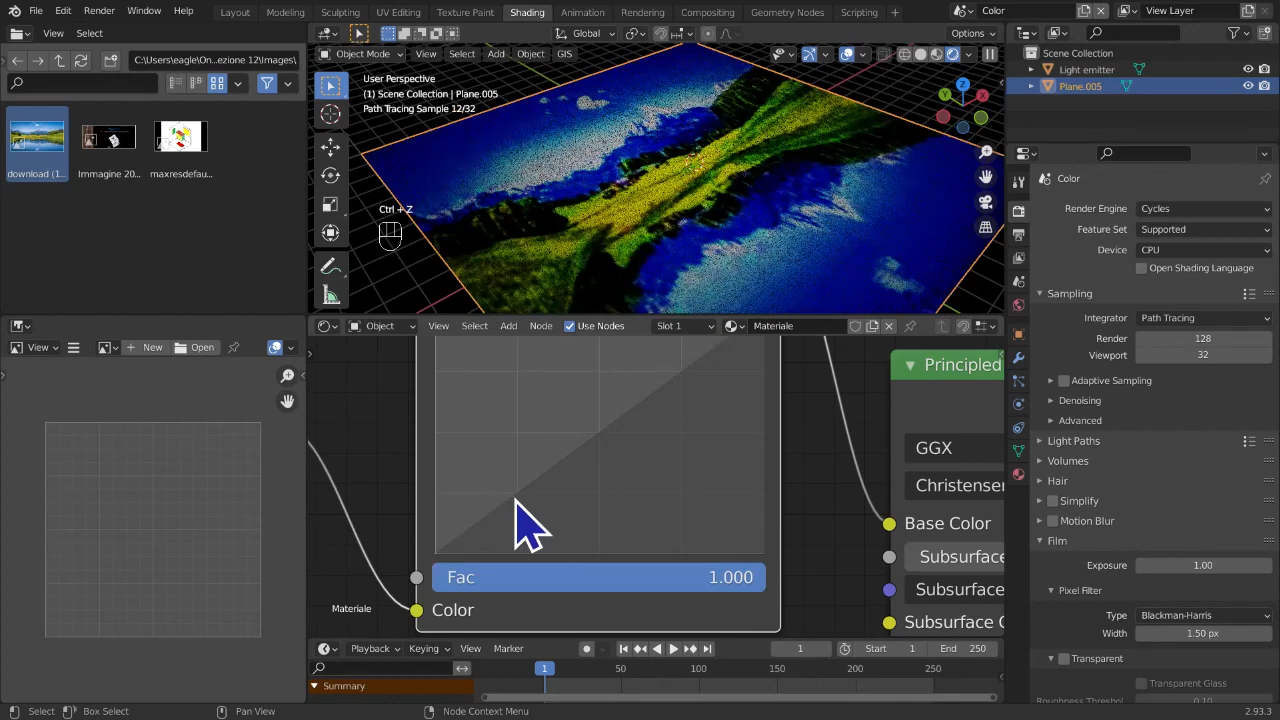 File Edit Render Window Help Layout Modeling Sculpting UV Editing Texture Paint Shading Animation Rendering Compositing Geometry Nodes Scripting + Color View Layer
View Select
C:\Users\eagle\On...ezione 12\Images\
download (1...
Immagine 20...
maxresdefau...
Global
Options
Object Mode View Select Add Object GIS
User Perspective
(1) Scene Collection | Plane.005
Path Tracing Sample 12/32
Ctrl + Z
Z
Y
X
Scene Collection
Light emitter
Plane.005
Color
Render Engine Cycles
Feature Set Supported
Device CPU
Open Shading Language
Sampling
Integrator Path Tracing
Render 128
Viewport 32
Adaptive Sampling
Denoising
Advanced
Light Paths
Volumes
Hair
Simplify
Motion Blur
Film
Exposure 1.00
Pixel Filter
Type Blackman-Harris
Width 1.50 px
Transparent
Transparent Glass
Roughness Threshol. 0.10
View New Open
Object View Select Add Node Use Nodes Slot 1 Materiale
Principled
GGX
Christensen
Base Color
Subsurface
Subsurface
Subsurface C
Fac 1.000
Color
Materiale
Playback Keying View Marker 1 Start 1 End 250
1 50 100 150 200 250
Summary
Select Box Select Pan View Node Context Menu 2.93.3